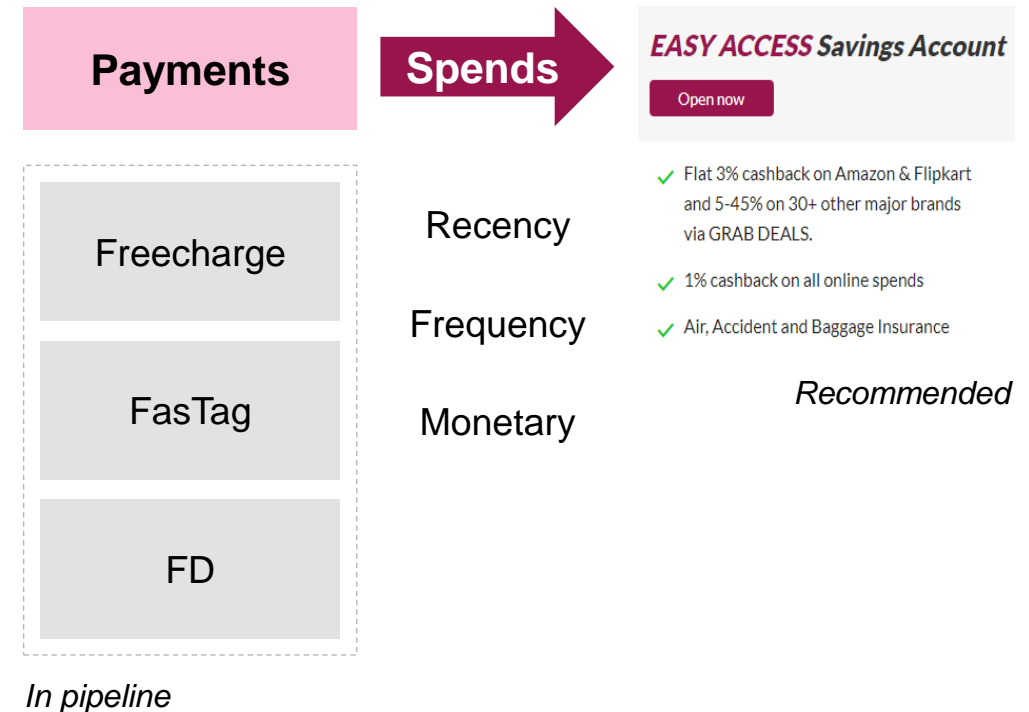 Payments
Spends
EASY ACCESS Savings Account
Open now
Freecharge
FasTag
FD
In pipeline
Recency
Frequency
Monetary
Flat 3% cashback on Amazon & Flipkart
and 5-45% on 30+ other major brands
via GRAB DEALS.
1% cashback on all online spends
Air, Accident and Baggage Insurance
Recommended